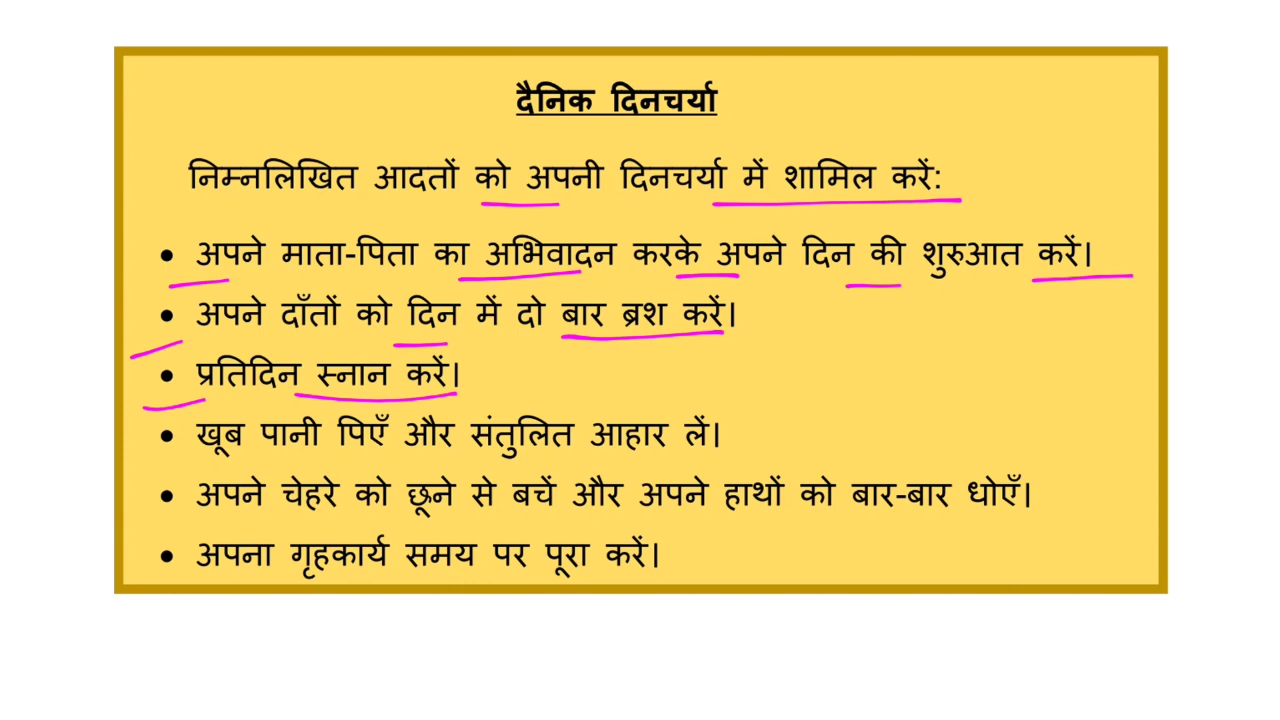 दैनिक दिनचर्या
निम्नलिखित आदतों को अपनी दिनचर्या में शामिल करें:
• अपने माता-पिता का अभिवादन करके अपने दिन की शुरुआत करें।
• अपने दाँतों को दिन में दो बार ब्रश करें।
• प्रतिदिन स्नान करें।
• खूब पानी पिएँ और संतुलित आहार लें।
• अपने चेहरे को छूने से बचें और अपने हाथों को बार-बार धोएँ।
• अपना गृहकार्य समय पर पूरा करें।